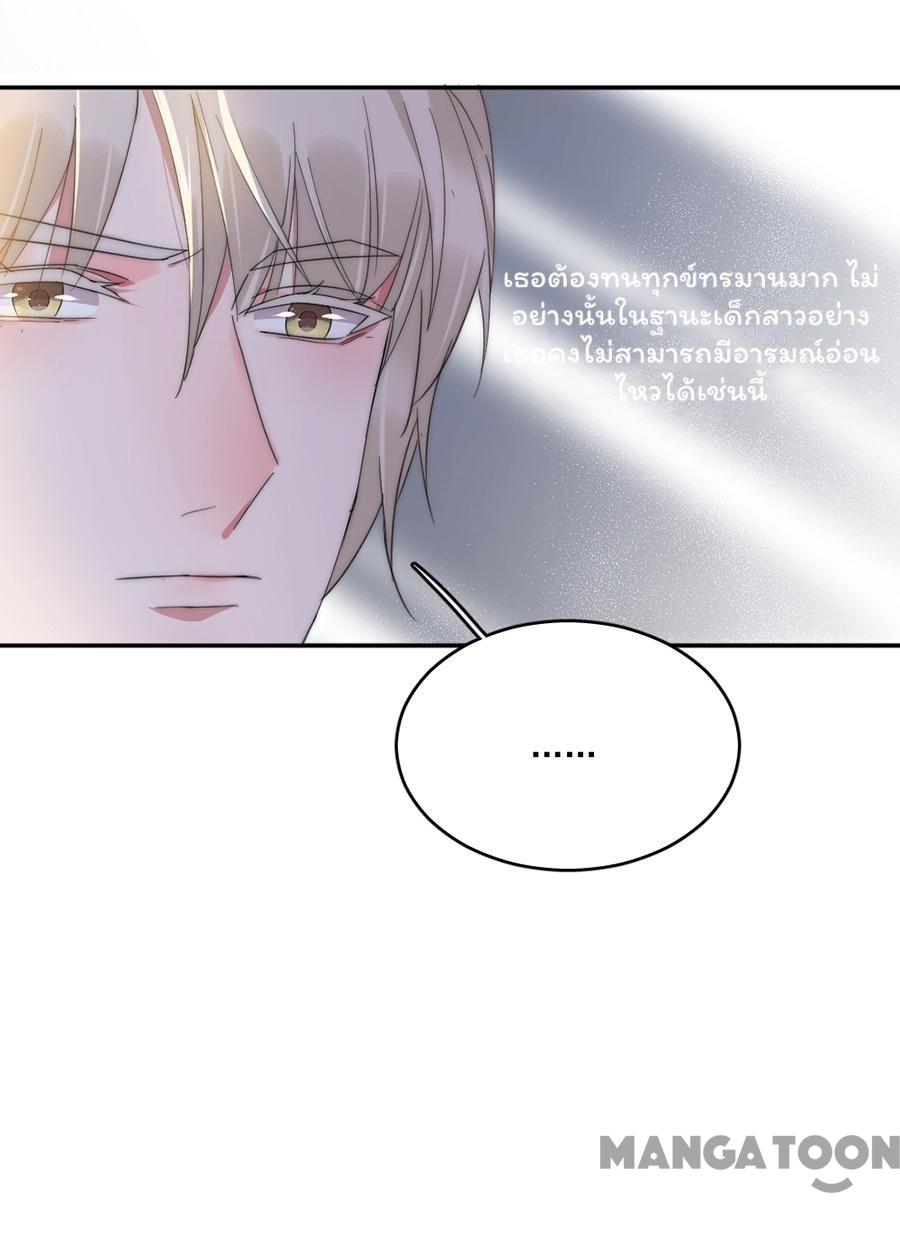 เธอต้องทนทุกข์ทรมานมาก ไม่
อย่างนั้นในฐานะเด็กสาวอย่าง
เธอคงไม่สามารถมีอารมณ์อ่อน
ไหวได้เช่นนี้
......
MANGATOON